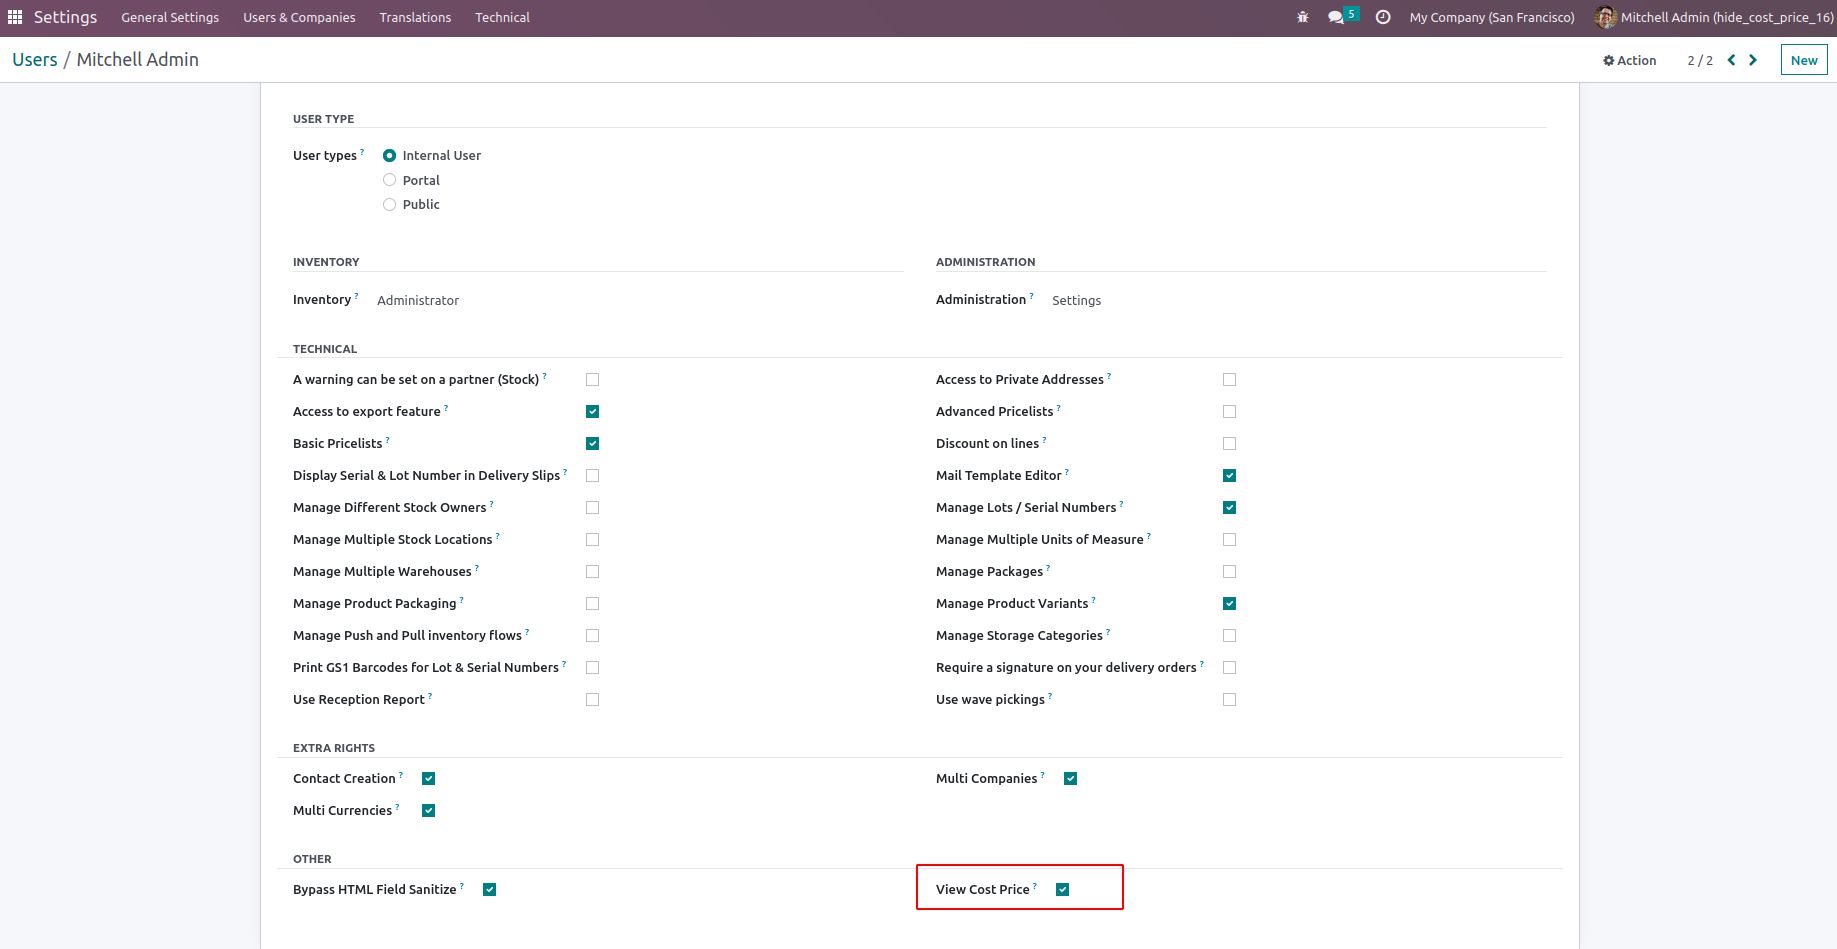 Settings General Settings Users & Companies Translations Technical 5 My Company (San Francisco) Mitchell Admin (hide_cost_price_16)
Users / Mitchell Admin Action 2 / 2 New
USER TYPE
User types ? Internal User
Portal
Public
INVENTORY ADMINISTRATION
Inventory ? Administrator Administration ? Settings
TECHNICAL
A warning can be set on a partner (Stock) ? Access to Private Addresses ?
Access to export feature ? Advanced Pricelists ?
Basic Pricelists ? Discount on lines ?
Display Serial & Lot Number in Delivery Slips ? Mail Template Editor ?
Manage Different Stock Owners ? Manage Lots / Serial Numbers ?
Manage Multiple Stock Locations ? Manage Multiple Units of Measure ?
Manage Multiple Warehouses ? Manage Packages ?
Manage Product Packaging ? Manage Product Variants ?
Manage Push and Pull inventory flows ? Manage Storage Categories ?
Print GS1 Barcodes for Lot & Serial Numbers ? Require a signature on your delivery orders ?
Use Reception Report ? Use wave pickings ?
EXTRA RIGHTS
Contact Creation ? Multi Companies ?
Multi Currencies ?
OTHER
Bypass HTML Field Sanitize ? View Cost Price ?